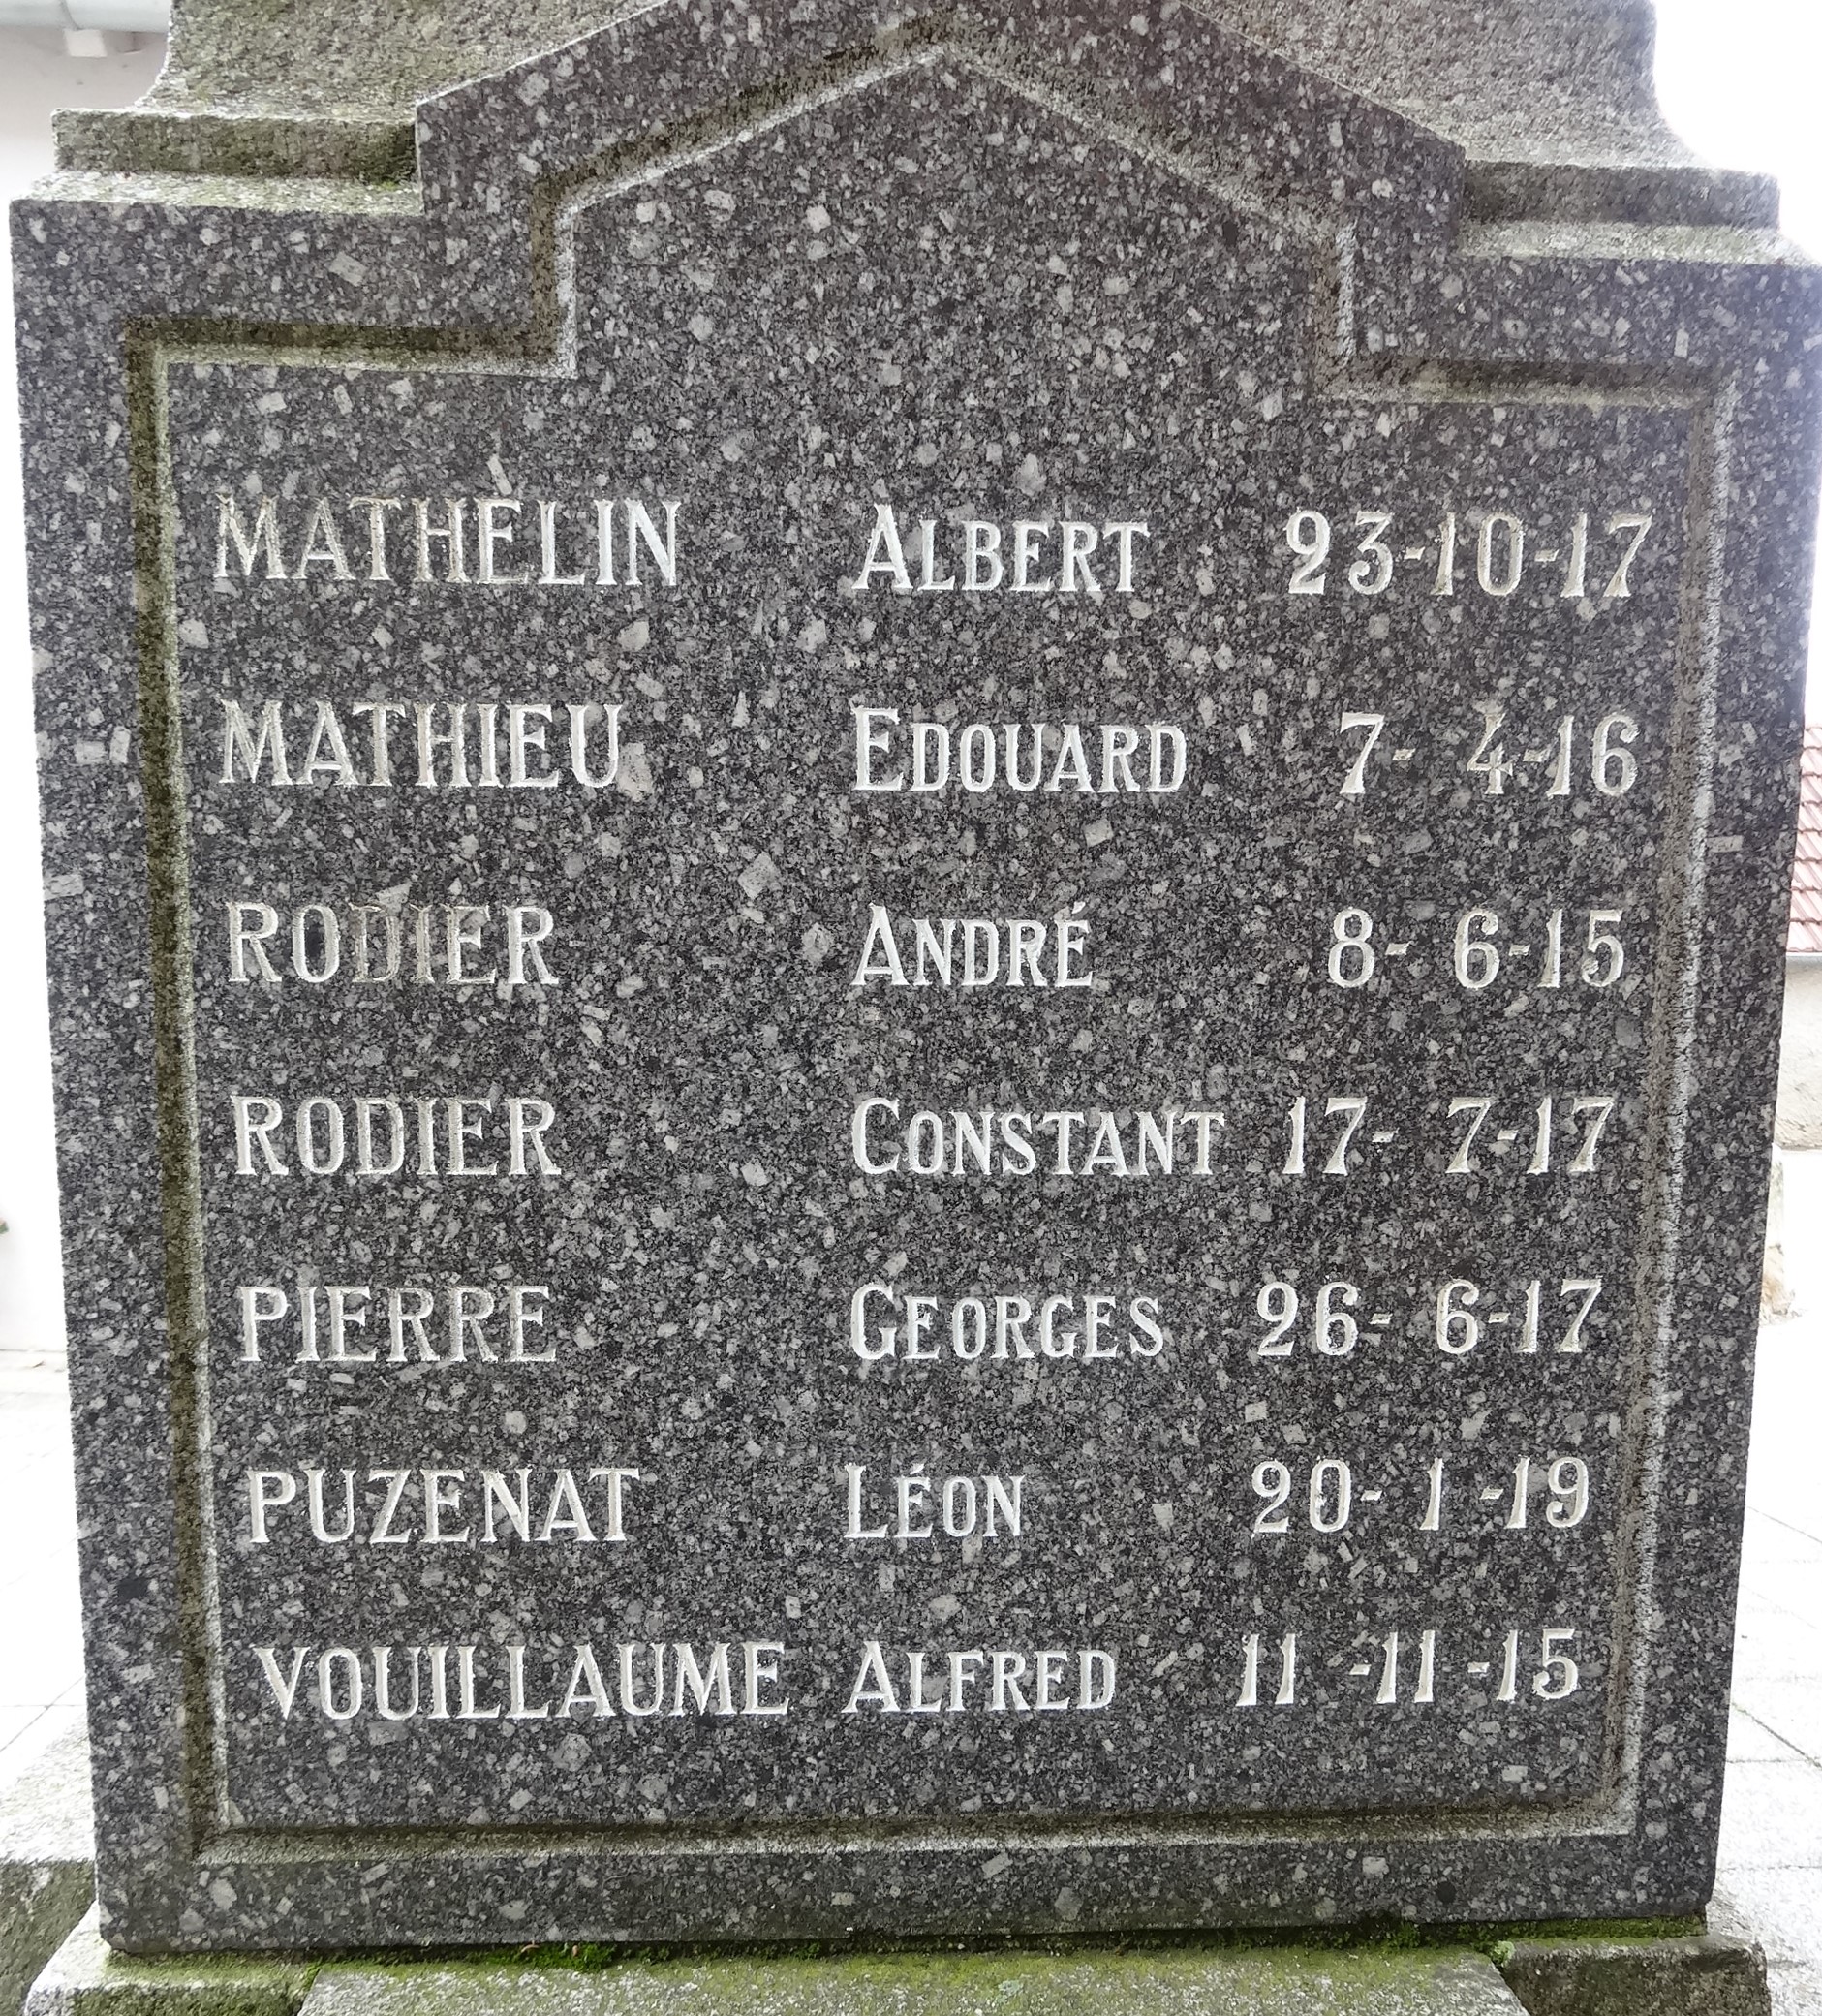 MATHELIN ALBERT 23-10-17
MATHIEU EDOUARD 7- 4-16
RODIER ANDRÉ 8- 6-15
RODIER CONSTANT 17- 7-17
PIERRE GEORGES 26- 6-17
PUZENAT LÉON 20- 1 -19
VOUILLAUME ALFRED 11 -11 -15